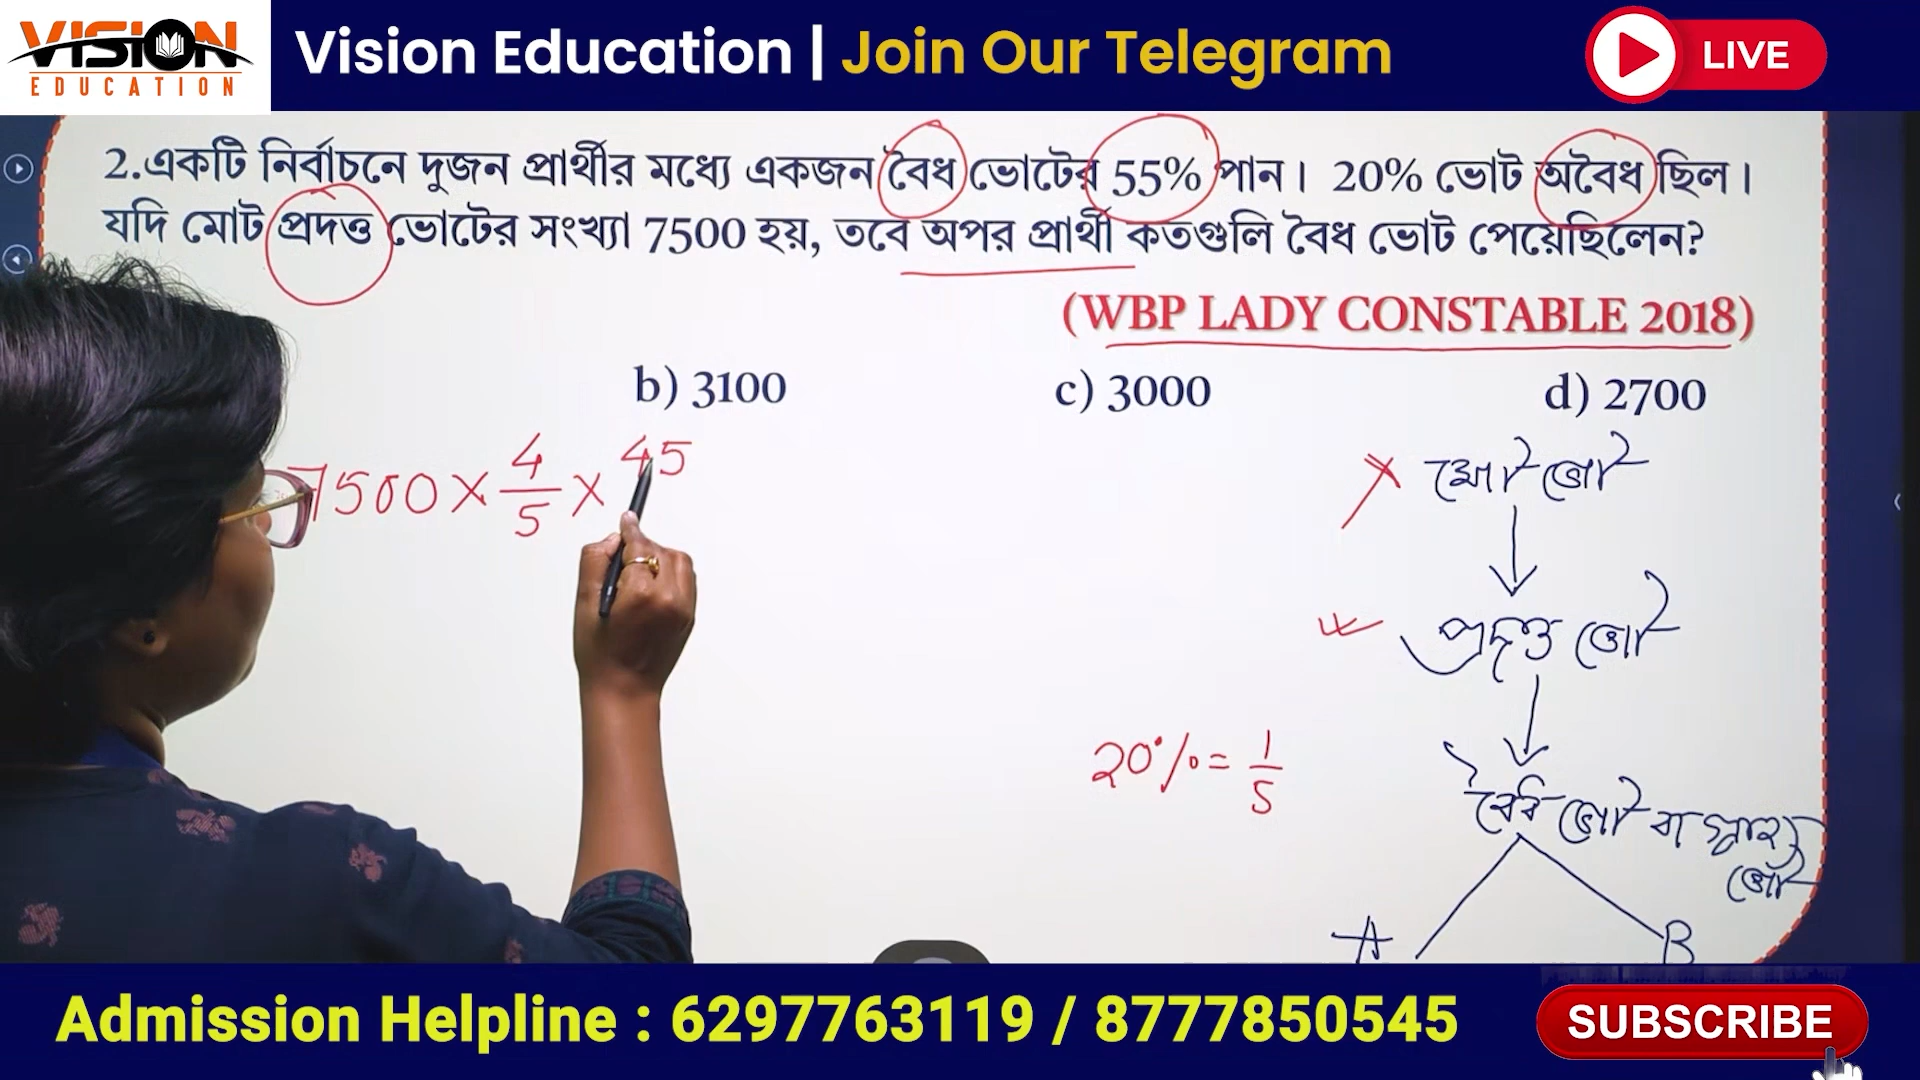 VISION
EDUCATION
Vision Education | Join Our Telegram
LIVE
2.একটি নির্বাচনে দুজন প্রার্থীর মধ্যে একজন বৈধ ভোটের 55% পান। 20% ভোট অবৈধ ছিল।
যদি মোট প্রদত্ত ভোটের সংখ্যা 7500 হয়, তবে অপর প্রার্থী কতগুলি বৈধ ভোট পেয়েছিলেন?
(WBP LADY CONSTABLE 2018)
b) 3100 c) 3000 d) 2700
7500 × 4/5 × 45
মোট ভোট
প্রদত্ত ভোট
20% = 1/5
বৈধ ভোট বা গ্রাহ্য
ভোট
A B
Admission Helpline : 6297763119 / 8777850545
SUBSCRIBE